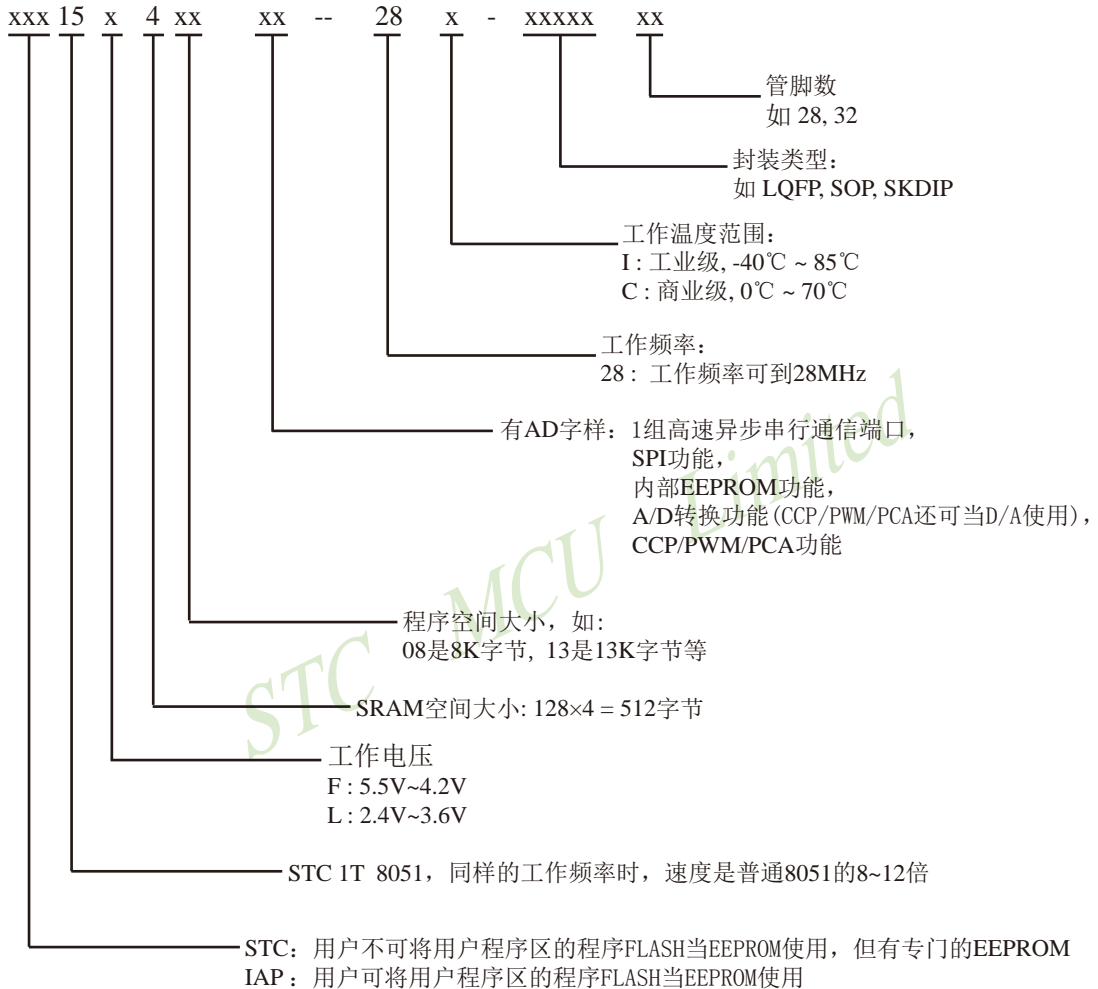 xxx 15 x 4 xx xx -- 28 x - xxxxx xx
管脚数
如 28, 32
封装类型：
如 LQFP, SOP, SKDIP
工作温度范围：
I : 工业级, -40℃ ~ 85℃
C : 商业级, 0℃ ~ 70℃
工作频率：
28 : 工作频率可到28MHz
有AD字样：1组高速异步串行通信端口，
SPI功能，
内部EEPROM功能，
A/D转换功能(CCP/PWM/PCA还可当D/A使用)，
CCP/PWM/PCA功能
程序空间大小，如:
08是8K字节, 13是13K字节等
SRAM空间大小: 128×4 = 512字节
工作电压
F : 5.5V~4.2V
L : 2.4V~3.6V
STC 1T 8051，同样的工作频率时，速度是普通8051的8~12倍
STC：用户不可将用户程序区的程序FLASH当EEPROM使用，但有专门的EEPROM
IAP：用户可将用户程序区的程序FLASH当EEPROM使用
STC MCU Limited